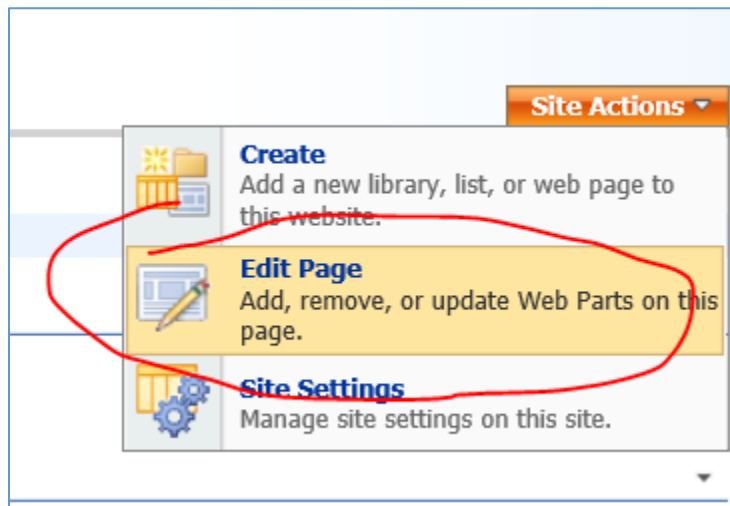 Site Actions
Create
Add a new library, list, or web page to
this website.
Edit Page
Add, remove, or update Web Parts on this
page.
Site Settings
Manage site settings on this site.